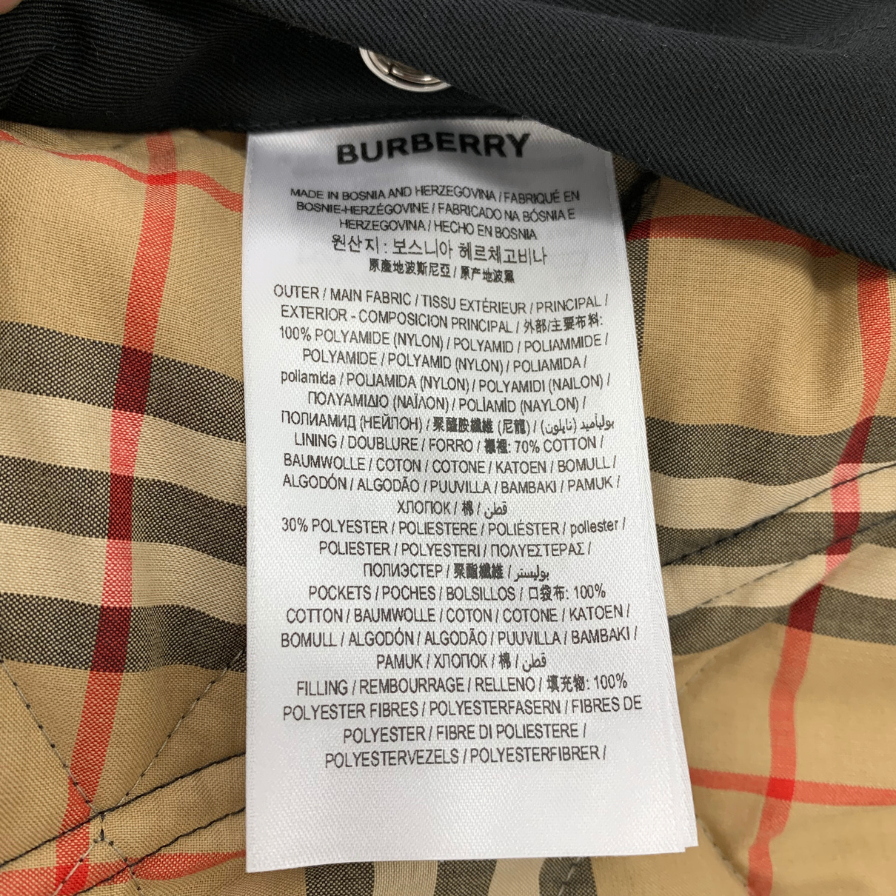 BURBERRY
MADE IN BOSNIA AND HERZEGOVINA / FABRIQUÉ EN
BOSNIE-HERZÉGOVINE / FABRICADO NA BÓSNIA E
HERZEGOVINA / HECHO EN BOSNIA
원산지 : 보스니아 헤르체고비나
原產地波斯尼亞 / 原产地波黑
OUTER / MAIN FABRIC / TISSU EXTÉRIEUR / PRINCIPAL /
EXTERIOR - COMPOSICION PRINCIPAL / 外部/主要布料:
100% POLYAMIDE (NYLON) / POLYAMID / POLIAMMIDE /
POLYAMIDE / POLYAMID (NYLON) / POLIAMIDA /
poliamida / POLIAMIDA (NYLON) / POLYAMIDI (NAILON) /
ΠΟΛΥΑΜΙΔΙΟ (ΝΑΪΛΟΝ) / POLİAMİD (NAYLON) /
ПОЛИАМИД (НЕЙЛОН) / 聚醯胺纖維 (尼龍) / بولياميد (نايلون) /
LINING / DOUBLURE / FORRO / 襯裡: 70% COTTON /
BAUMWOLLE / COTON / COTONE / KATOEN / BOMULL /
ALGODÓN / ALGODÃO / PUUVILLA / BAMBAKI / PAMUK /
ХЛОПОК / 棉 / قطن
30% POLYESTER / POLIESTERE / POLIÉSTER / poliester /
POLIESTER / POLYESTERI / ΠΟΛΥΕΣΤΕΡΑΣ /
ПОЛИЭСТЕР / 聚酯纖維 / بوليستر
POCKETS / POCHES / BOLSILLOS / 口袋布: 100%
COTTON / BAUMWOLLE / COTON / COTONE / KATOEN /
BOMULL / ALGODÓN / ALGODÃO / PUUVILLA / BAMBAKI /
PAMUK / ХЛОПОК / 棉 / قطن
FILLING / REMBOURRAGE / RELLENO / 填充物: 100%
POLYESTER FIBRES / POLYESTERFASERN / FIBRES DE
POLYESTER / FIBRE DI POLIESTERE /
POLYESTERVEZELS / POLYESTERFIBRER /